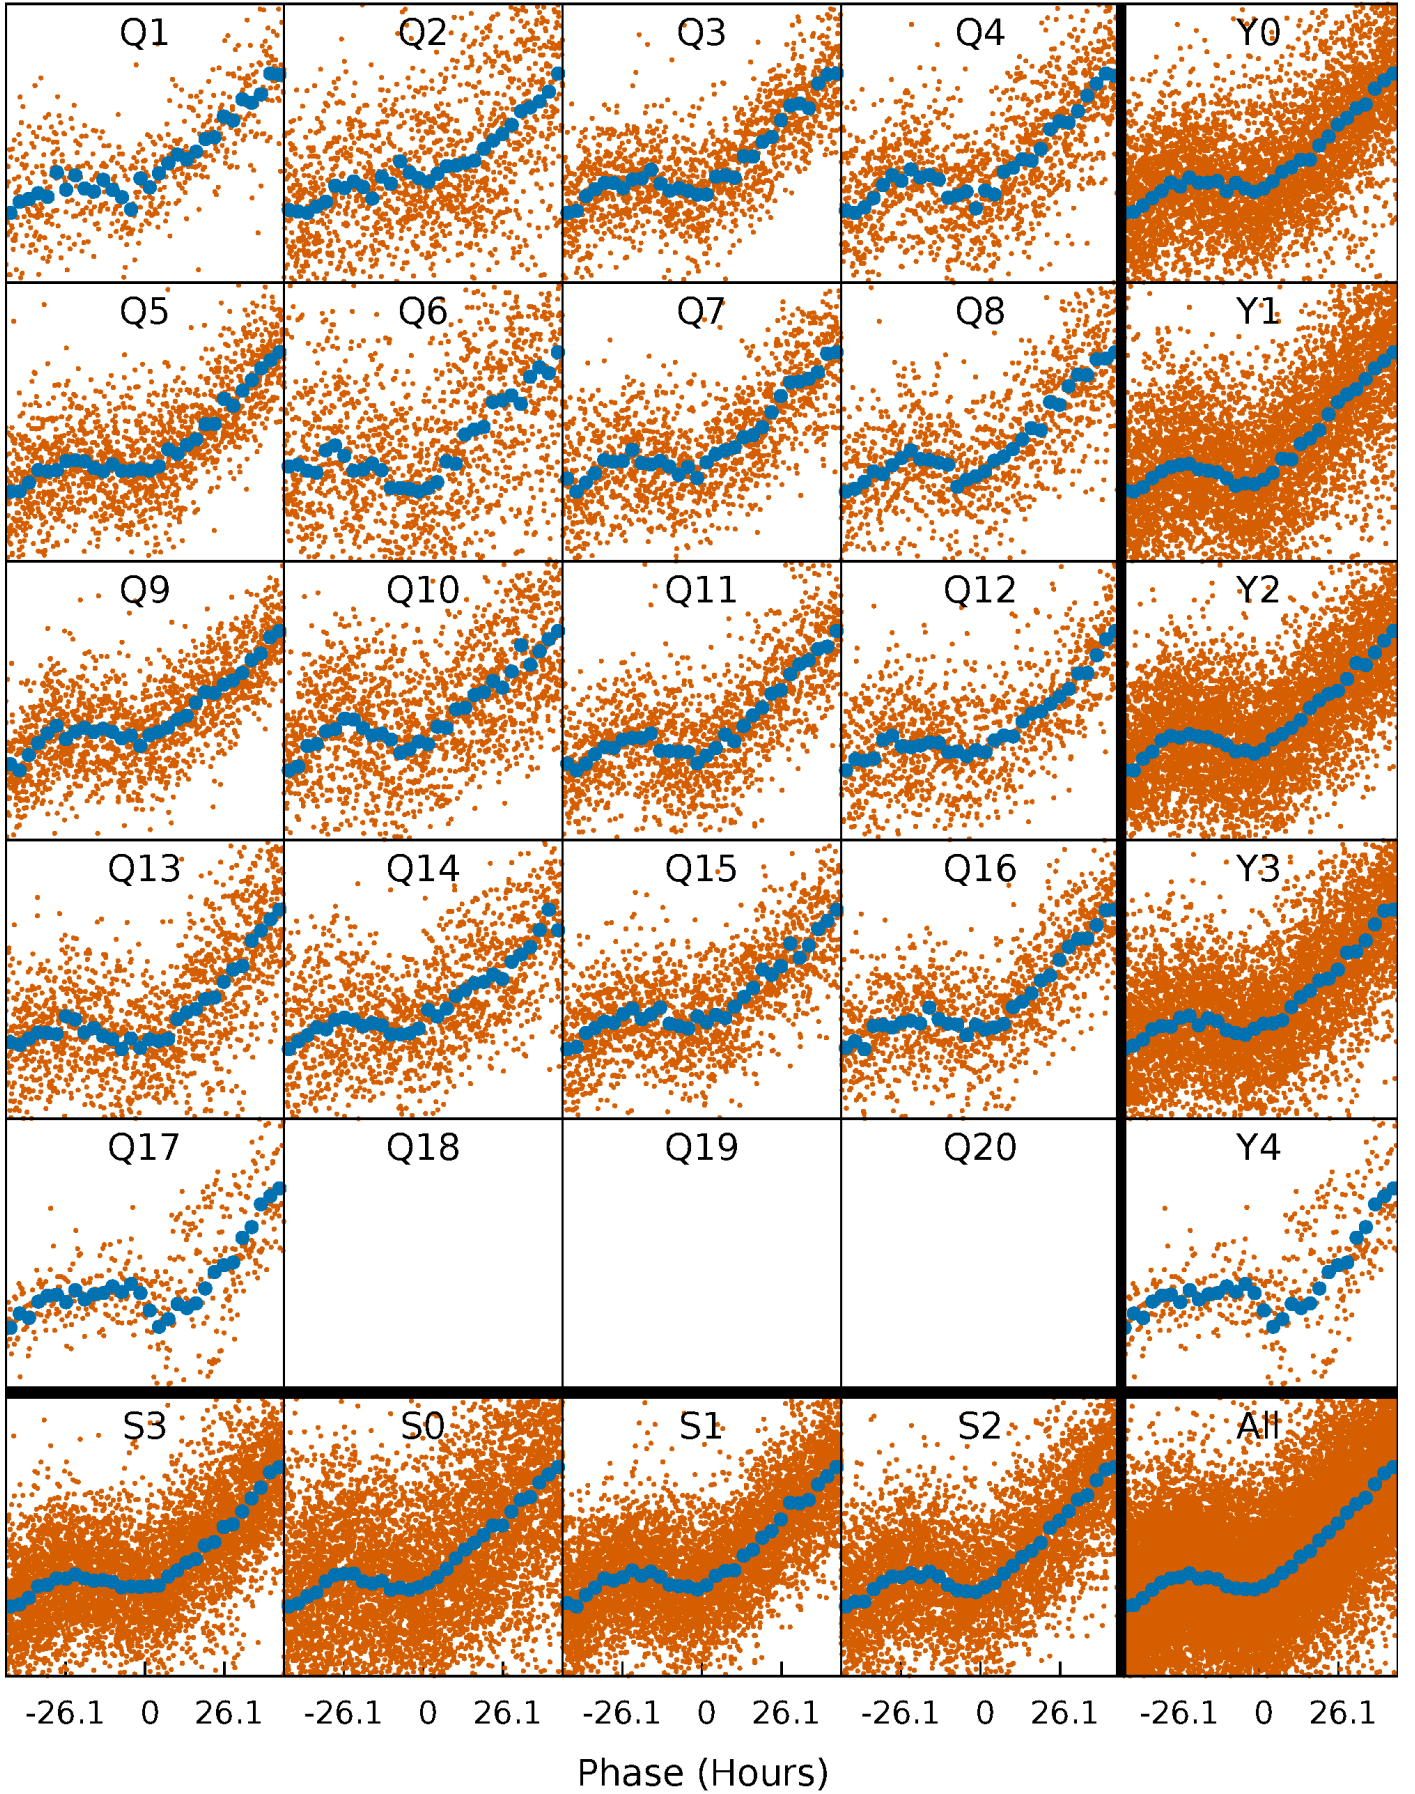 Q1 Q2 Q3 Q4 Y0
Q5 Q6 Q7 Q8 Y1
Q9 Q10 Q11 Q12 Y2
Q13 Q14 Q15 Q16 Y3
Q17 Q18 Q19 Q20 Y4
S3 S0 S1 S2 All
-26.1 0 26.1 -26.1 0 26.1 -26.1 0 26.1 -26.1 0 26.1 -26.1 0 26.1
Phase (Hours)